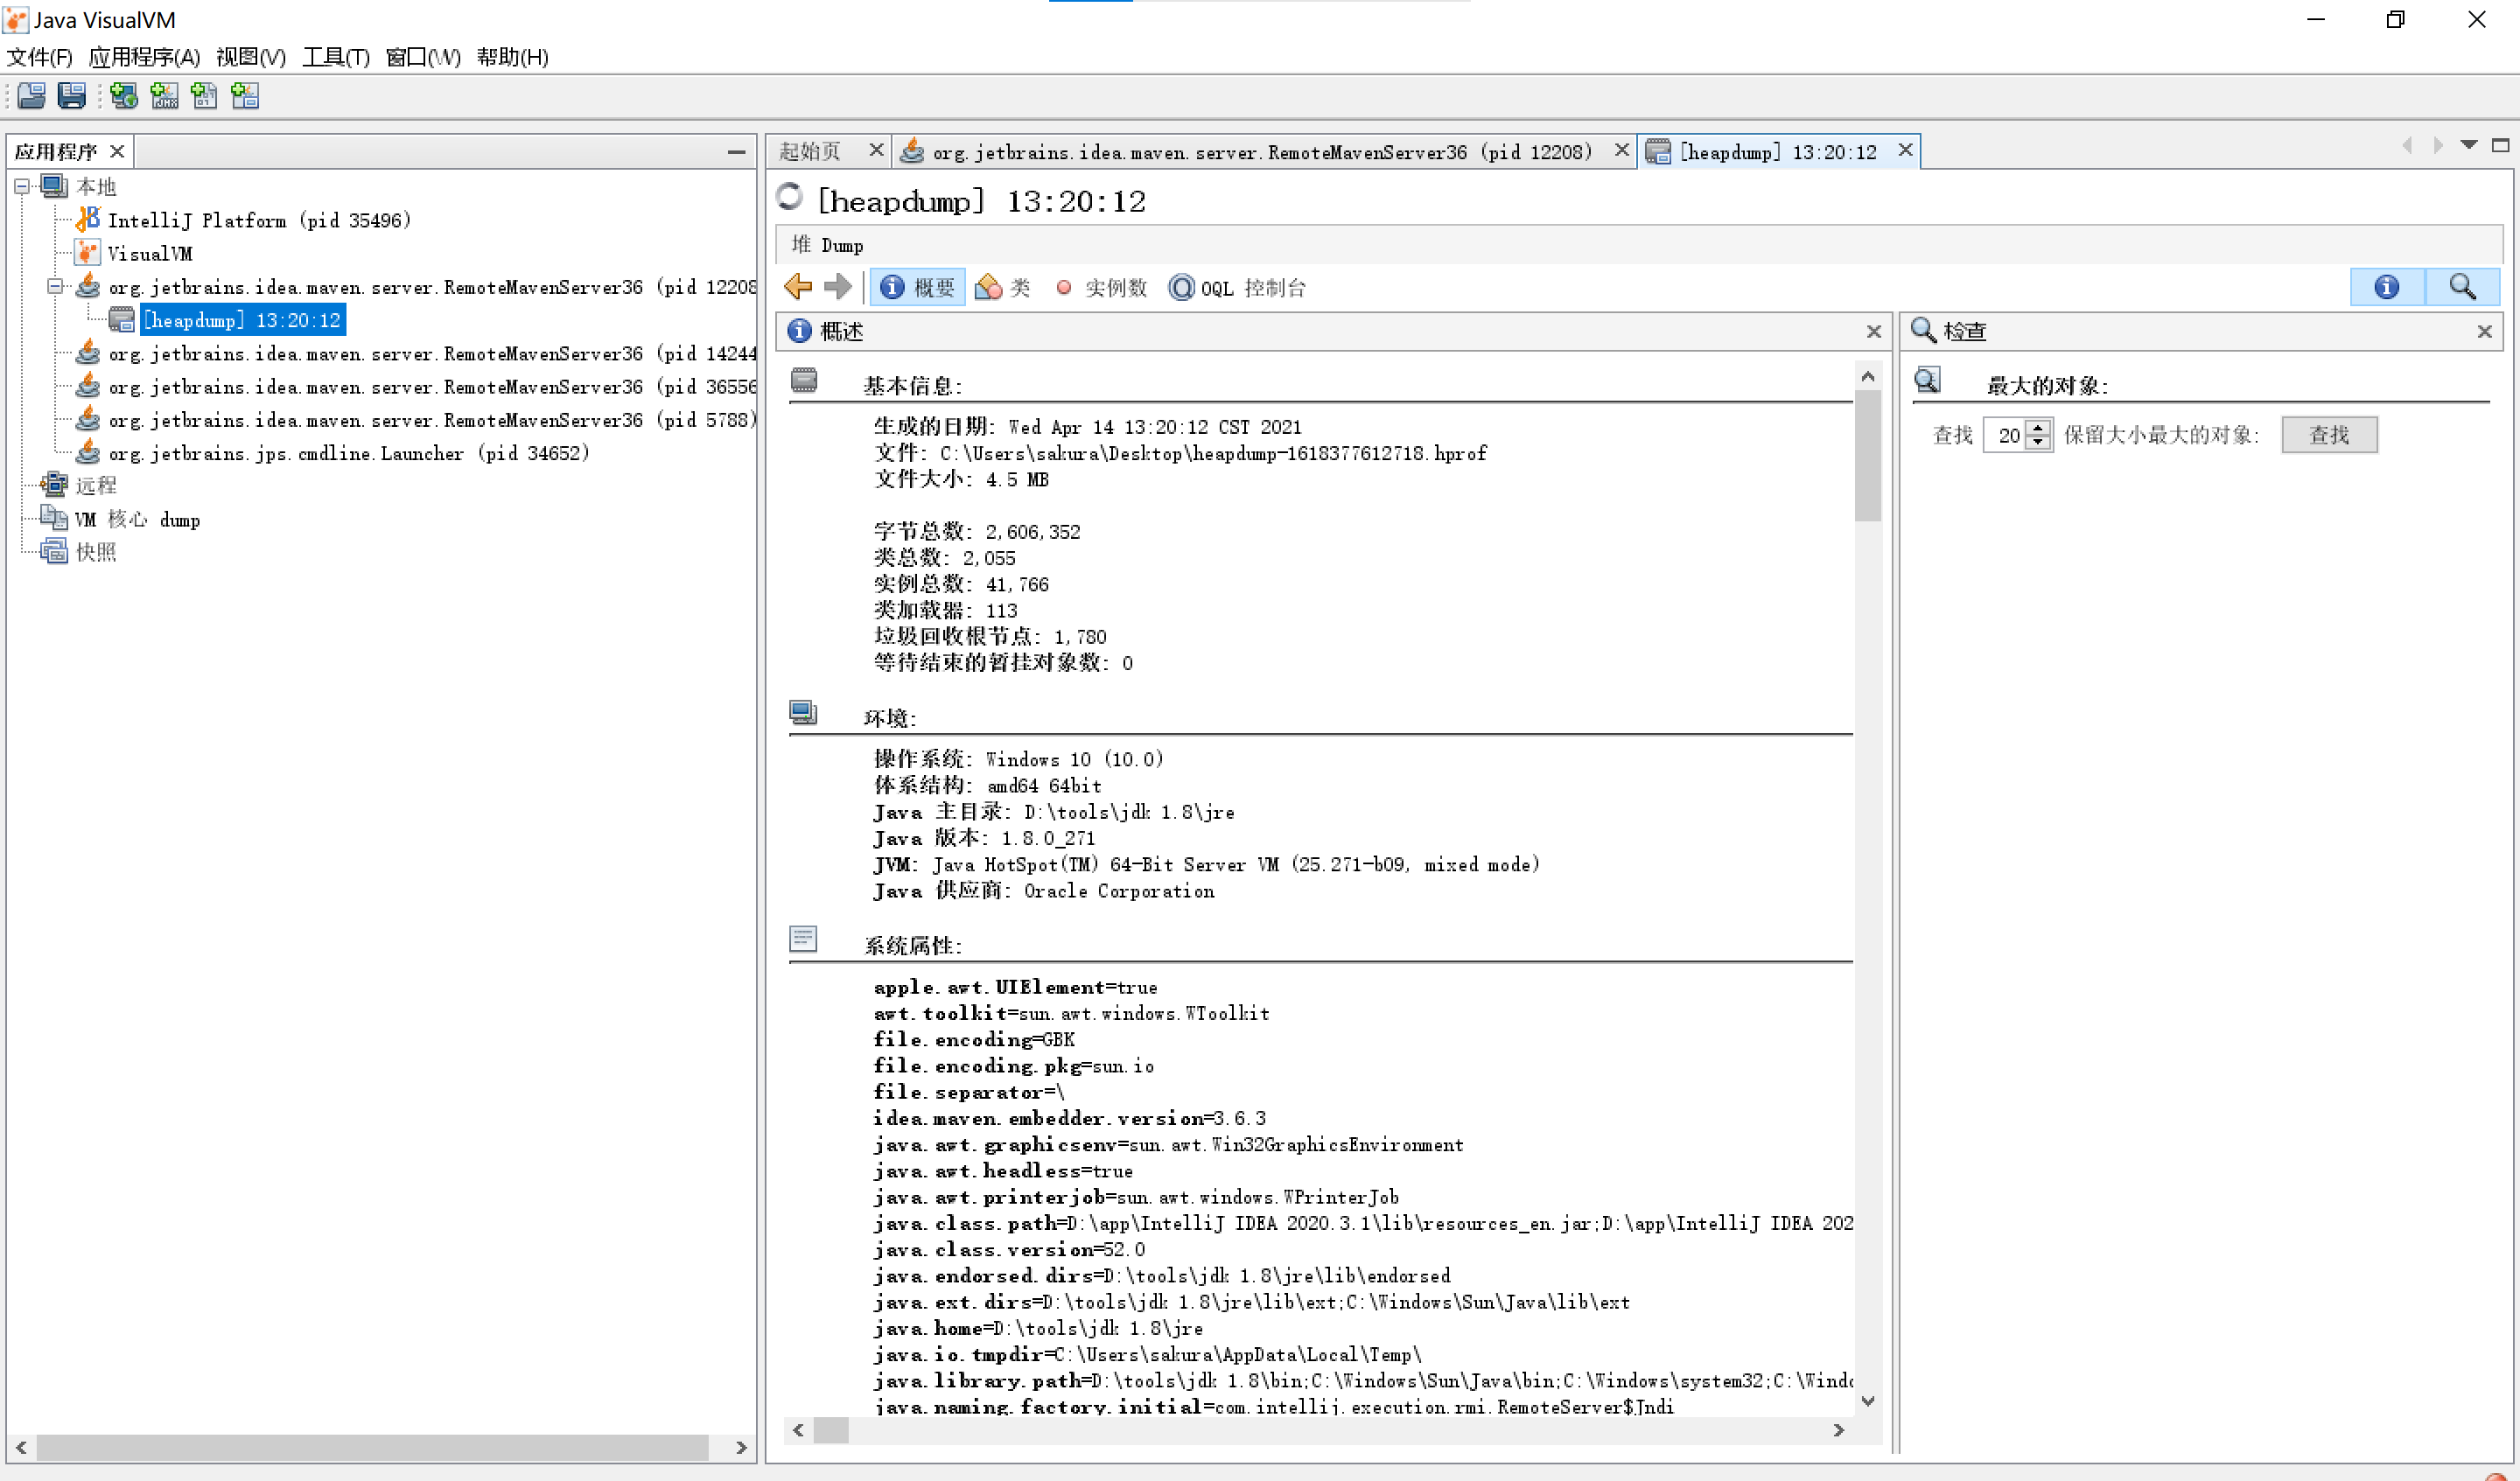 Java VisualVM
文件(F) 应用程序(A) 视图(V) 工具(T) 窗口(W) 帮助(H)
应用程序
本地
IntelliJ Platform (pid 35496)
VisualVM
org.jetbrains.idea.maven.server.RemoteMavenServer36 (pid 12208
[heapdump] 13:20:12
org.jetbrains.idea.maven.server.RemoteMavenServer36 (pid 14244
org.jetbrains.idea.maven.server.RemoteMavenServer36 (pid 36556
org.jetbrains.idea.maven.server.RemoteMavenServer36 (pid 5788)
org.jetbrains.jps.cmdline.Launcher (pid 34652)
远程
VM 核心 dump
快照
起始页 org.jetbrains.idea.maven.server.RemoteMavenServer36 (pid 12208) [heapdump] 13:20:12
[heapdump] 13:20:12
堆 Dump
概要 类 实例数 OQL 控制台
概述
基本信息:
生成的日期: Wed Apr 14 13:20:12 CST 2021
文件: C:\Users\sakura\Desktop\heapdump-1618377612718.hprof
文件大小: 4.5 MB
字节总数: 2,606,352
类总数: 2,055
实例总数: 41,766
类加载器: 113
垃圾回收根节点: 1,780
等待结束的暂挂对象数: 0
环境:
操作系统: Windows 10 (10.0)
体系结构: amd64 64bit
Java 主目录: D:\tools\jdk 1.8\jre
Java 版本: 1.8.0_271
JVM: Java HotSpot(TM) 64-Bit Server VM (25.271-b09, mixed mode)
Java 供应商: Oracle Corporation
系统属性:
apple.awt.UIElement=true
awt.toolkit=sun.awt.windows.WToolkit
file.encoding=GBK
file.encoding.pkg=sun.io
file.separator=\
idea.maven.embedder.version=3.6.3
java.awt.graphicsenv=sun.awt.Win32GraphicsEnvironment
java.awt.headless=true
java.awt.printerjob=sun.awt.windows.WPrinterJob
java.class.path=D:\app\IntelliJ IDEA 2020.3.1\lib\resources_en.jar;D:\app\IntelliJ IDEA 202
java.class.version=52.0
java.endorsed.dirs=D:\tools\jdk 1.8\jre\lib\endorsed
java.ext.dirs=D:\tools\jdk 1.8\jre\lib\ext;C:\Windows\Sun\Java\lib\ext
java.home=D:\tools\jdk 1.8\jre
java.io.tmpdir=C:\Users\sakura\AppData\Local\Temp\
java.library.path=D:\tools\jdk 1.8\bin;C:\Windows\Sun\Java\bin;C:\Windows\system32;C:\Windo
java.naming.factory.initial=com.intellij.execution.rmi.RemoteServer$Jndi
检查
最大的对象:
查找 20 保留大小最大的对象: 查找